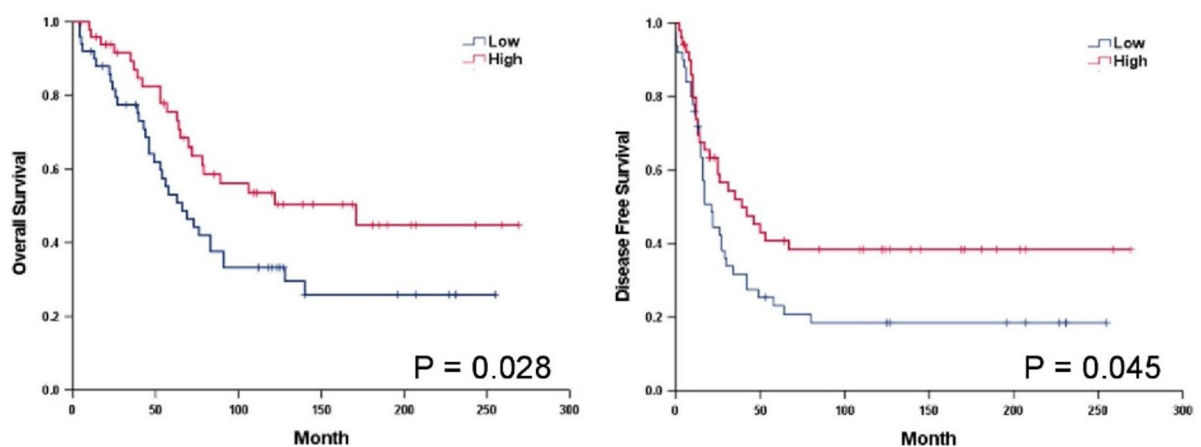 Overall Survival
1.0
0.8
0.6
0.4
0.2
0.0
Low
High
P = 0.028
0 50 100 150 200 250 300
Month
Disease Free Survival
1.0
0.8
0.6
0.4
0.2
0.0
Low
High
P = 0.045
0 50 100 150 200 250 300
Month